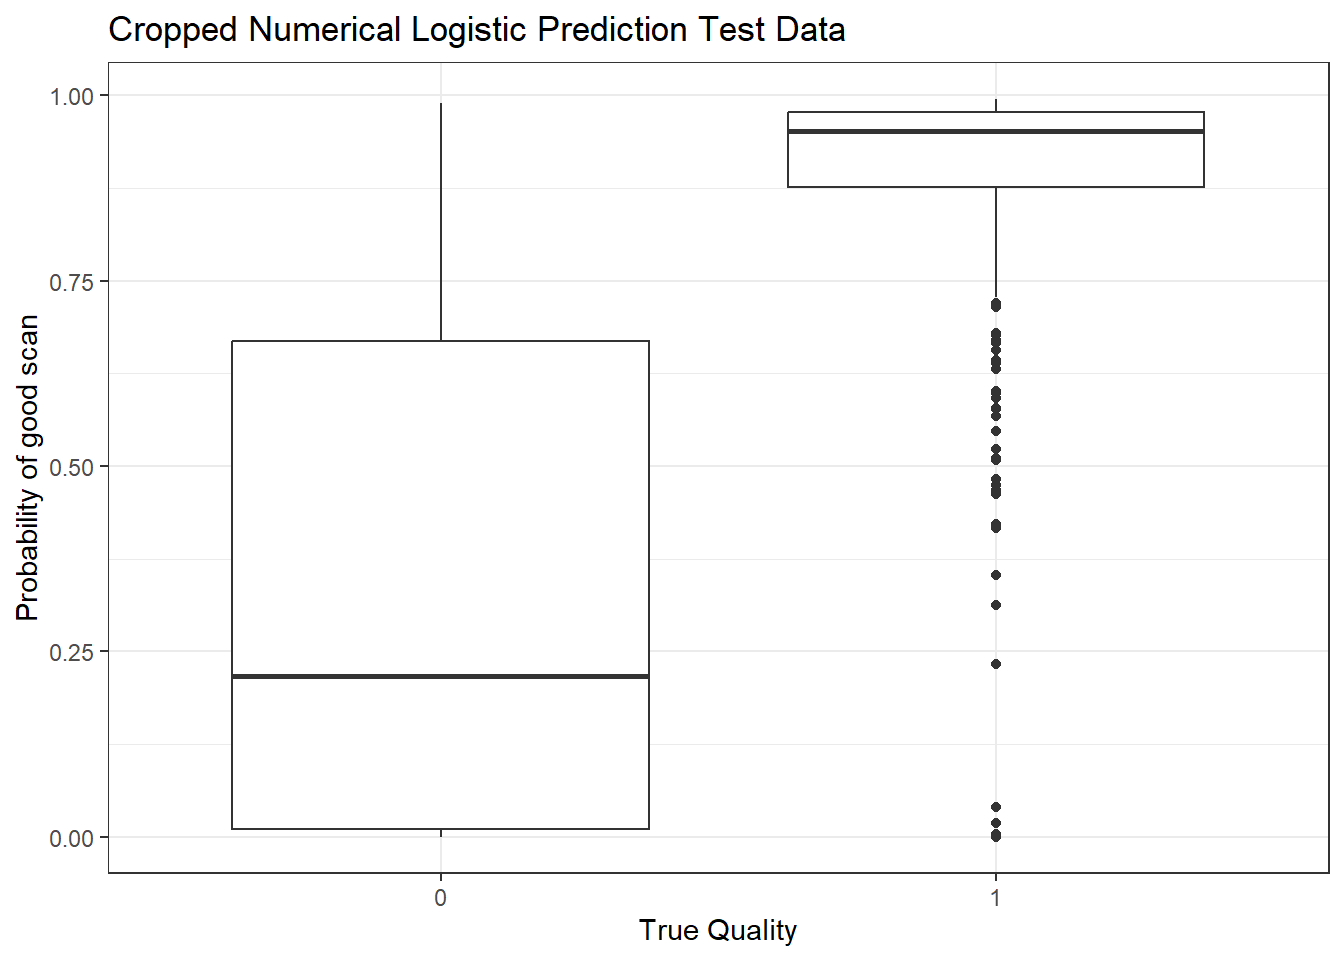 Cropped Numerical Logistic Prediction Test Data
1.00
0.75
0.50
0.25
0.00
Probability of good scan
0
1
True Quality